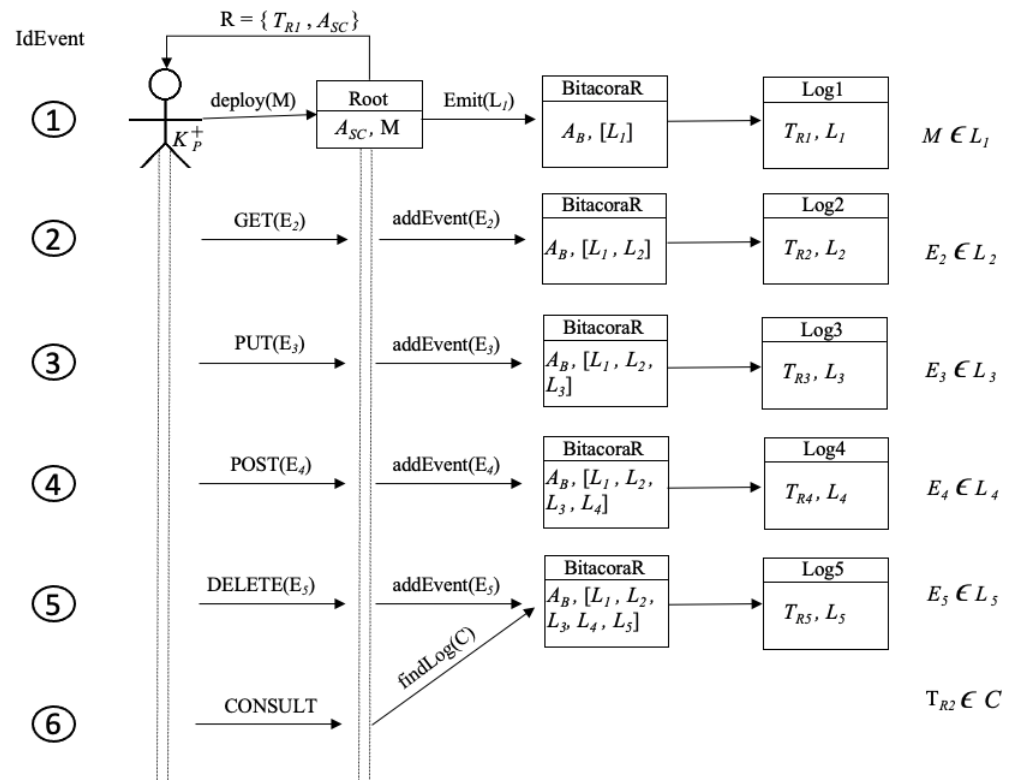 R = { T_R1 , A_SC }
IdEvent
1
K_P^+
deploy(M)
Root
A_SC, M
Emit(L_1)
BitacoraR
A_B, [L_1]
Log1
T_R1, L_1
M ϵ L_1
2
GET(E_2)
addEvent(E_2)
BitacoraR
A_B, [L_1, L_2]
Log2
T_R2, L_2
E_2 ϵ L_2
3
PUT(E_3)
addEvent(E_3)
BitacoraR
A_B, [L_1, L_2,
L_3]
Log3
T_R3, L_3
E_3 ϵ L_3
4
POST(E_4)
addEvent(E_4)
BitacoraR
A_B, [L_1, L_2,
L_3, L_4]
Log4
T_R4, L_4
E_4 ϵ L_4
5
DELETE(E_5)
addEvent(E_5)
BitacoraR
A_B, [L_1, L_2,
L_3, L_4, L_5]
Log5
T_R5, L_5
E_5 ϵ L_5
6
CONSULT
findLog(C)
T_R2 ϵ C